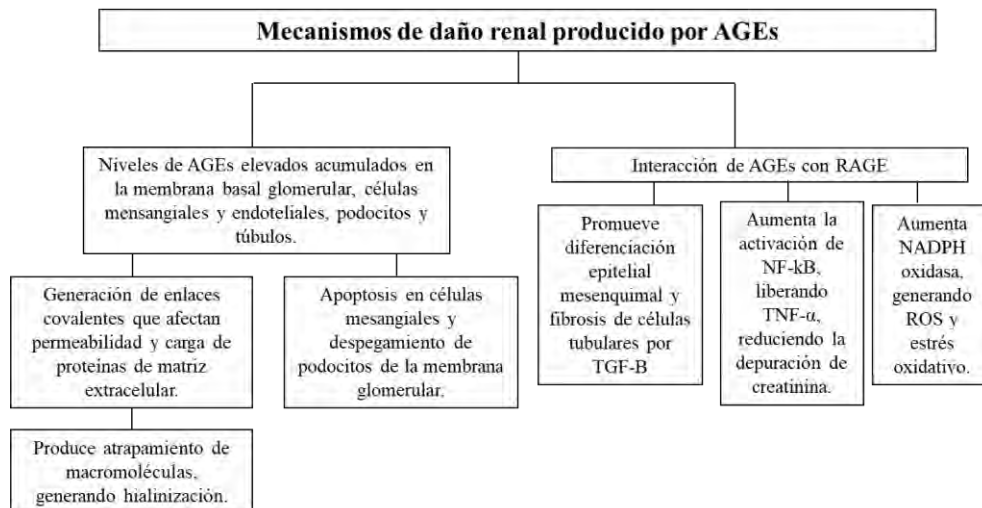 Mecanismos de daño renal producido por AGEs
Niveles de AGEs elevados acumulados en
la membrana basal glomerular, células
mensangiales y endoteliales, podocitos y
túbulos.
Generación de enlaces
covalentes que afectan
permeabilidad y carga de
proteínas de matriz
extracelular.
Produce atrapamiento de
macromoléculas,
generando hialinización.
Apoptosis en células
mesangiales y
despegamiento de
podocitos de la membrana
glomerular.
Interacción de AGEs con RAGE
Promueve
diferenciación
epitelial
mesenquimal y
fibrosis de células
tubulares por
TGF-B
Aumenta la
activación de
NF-kB,
liberando
TNF-α,
reduciendo la
depuración de
creatinina.
Aumenta
NADPH
oxidasa,
generando
ROS y
estrés
oxidativo.